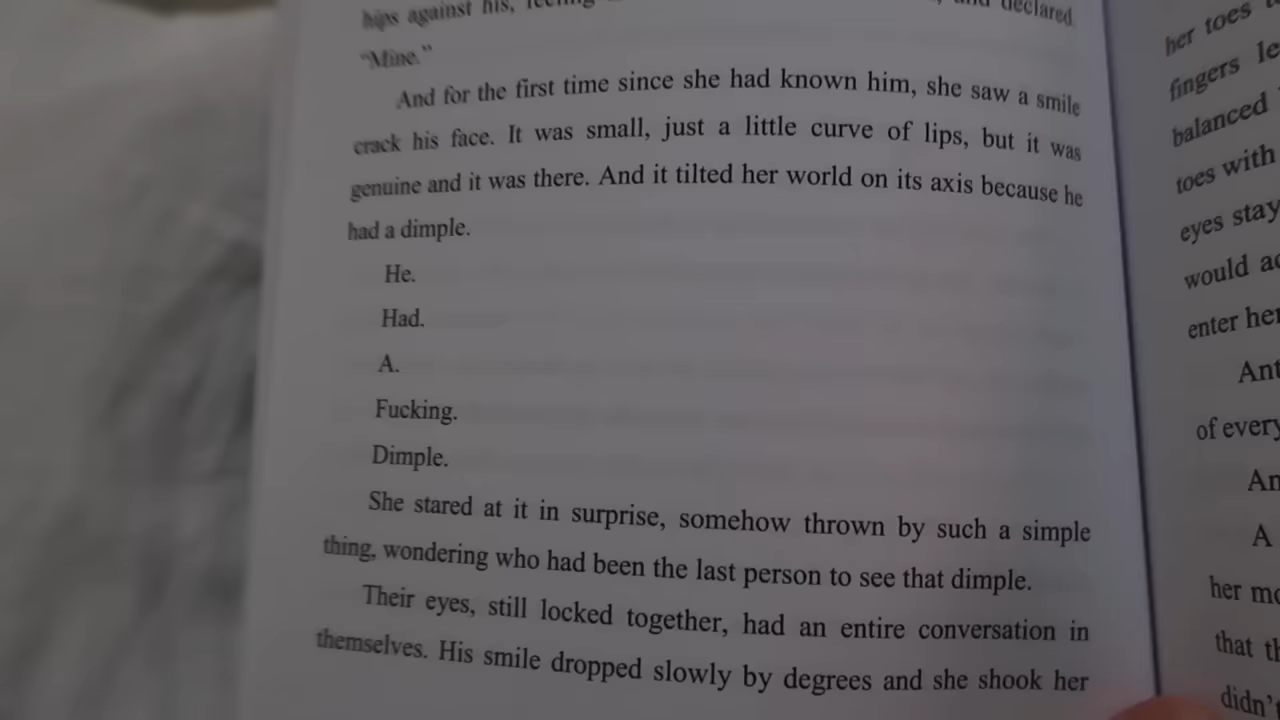 hips against his,
declared
“Mine.”
And for the first time since she had known him, she saw a smile
crack his face. It was small, just a little curve of lips, but it was
genuine and it was there. And it tilted her world on its axis because he
had a dimple.
He.
Had.
A.
Fucking.
Dimple.
She stared at it in surprise, somehow thrown by such a simple
thing, wondering who had been the last person to see that dimple.
Their eyes, still locked together, had an entire conversation in
themselves. His smile dropped slowly by degrees and she shook her
her toes
fingers
balanced
toes with
eyes stay
would
enter
of every
A
her
that